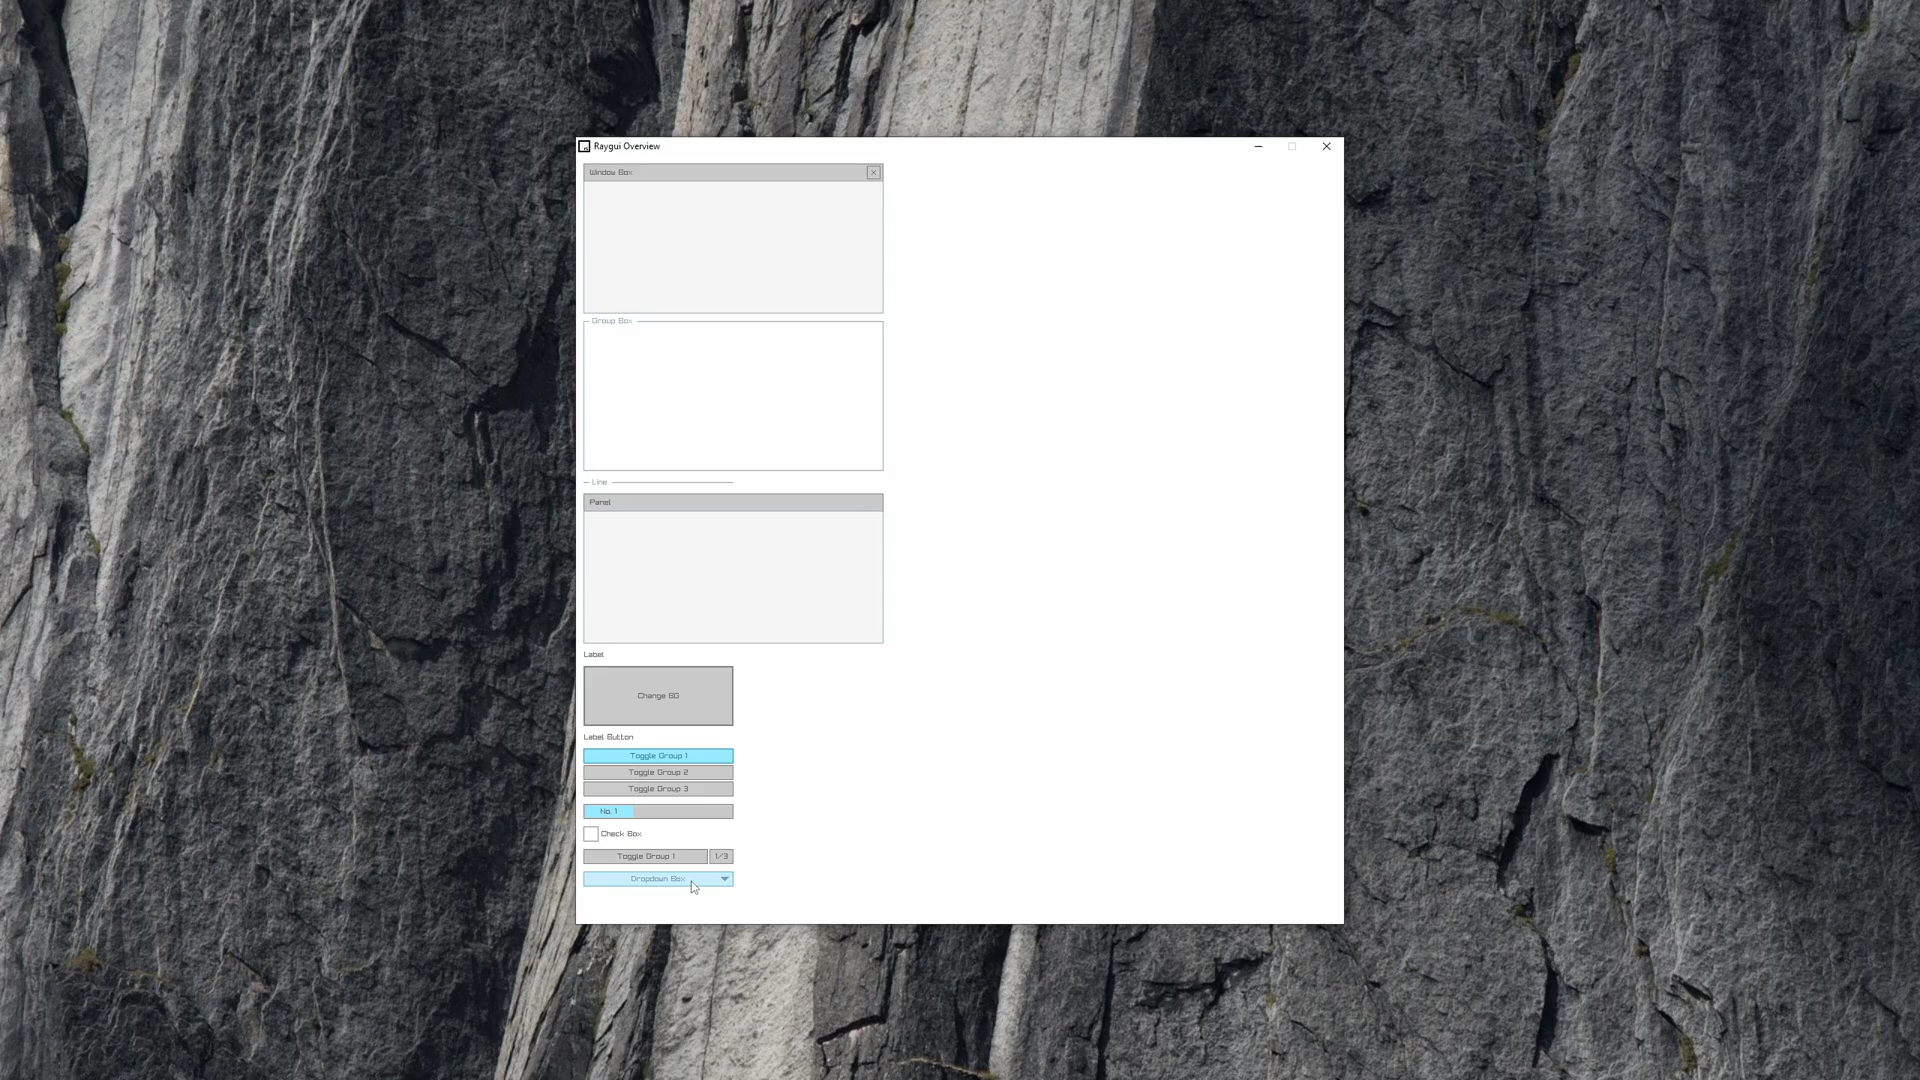 Raygui Overview
Window Box
Group Box
Line
Panel
Label
Change BG
Label Button
Toggle Group 1
Toggle Group 2
Toggle Group 3
No. 1
Check Box
Toggle Group 1 1/3
Dropdown Box